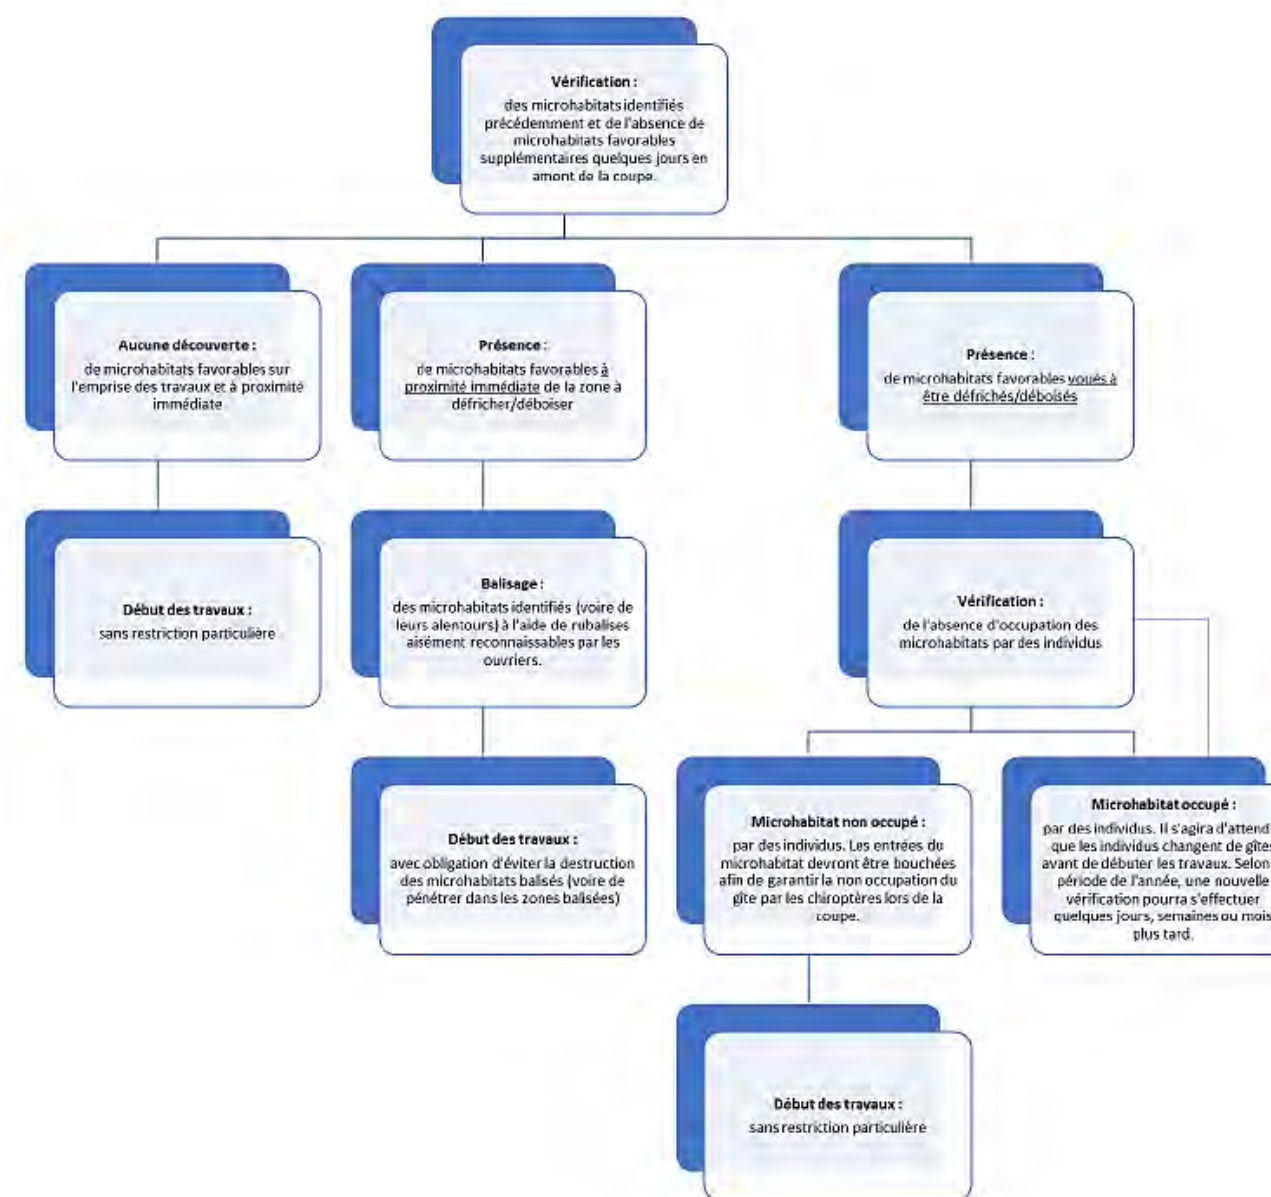 Vérification :
des microhabitats identifiés
précédemment et de l'absence de
microhabitats favorables
supplémentaires quelques jours en
amont de la coupe.
Aucune découverte :
de microhabitats favorables sur
l'emprise des travaux et à proximité
immédiate
Présence :
de microhabitats favorables à
proximité immédiate de la zone à
défricher/déboiser
Présence :
de microhabitats favorables voués à
être défrichés/déboisés
Début des travaux :
sans restriction particulière
Balisage :
des microhabitats identifiés (voire de
leurs alentours) à l'aide de rubalises
aisément reconnaissables par les
ouvriers.
Vérification :
de l'absence d'occupation des
microhabitats par des individus
Début des travaux :
avec obligation d'éviter la destruction
des microhabitats balisés (voire de
pénétrer dans les zones balisées)
Microhabitat non occupé :
par des individus. Les entrées du
microhabitat devront être bouchées
afin de garantir la non occupation du
gîte par les chiroptères lors de la
coupe.
Microhabitat occupé :
par des individus. Il s'agira d'attend
que les individus changent de gîtes
avant de débuter les travaux. Selon
période de l'année, une nouvelle
vérification pourra s'effectuer
quelques jours, semaines ou mois
plus tard.
Début des travaux :
sans restriction particulière